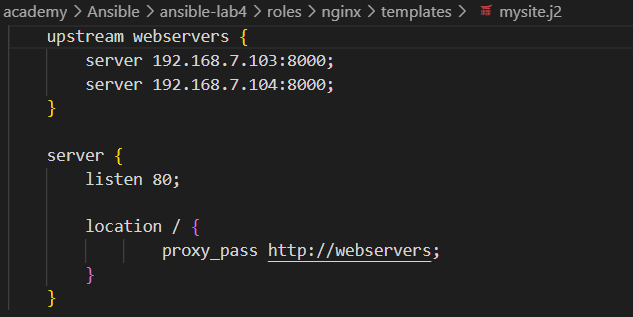 academy > Ansible > ansible-lab4 > roles > nginx > templates > mysite.j2
upstream webservers {
server 192.168.7.103:8000;
server 192.168.7.104:8000;
}
server {
listen 80;
location / {
proxy_pass http://webservers;
}
}